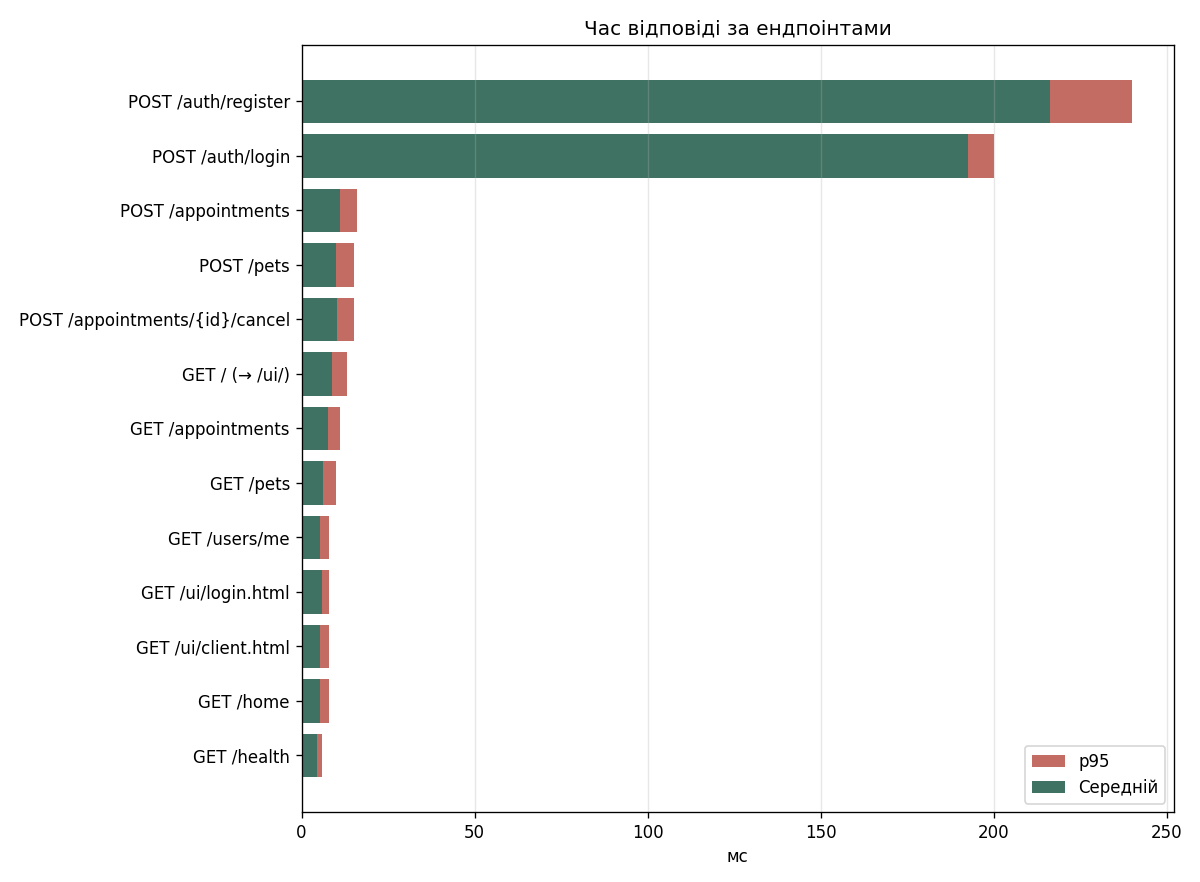 Час відповіді за ендпоінтами
POST /auth/register
POST /auth/login
POST /appointments
POST /pets
POST /appointments/{id}/cancel
GET / (→ /ui/)
GET /appointments
GET /pets
GET /users/me
GET /ui/login.html
GET /ui/client.html
GET /home
GET /health
p95
Середній
0 50 100 150 200 250
мс